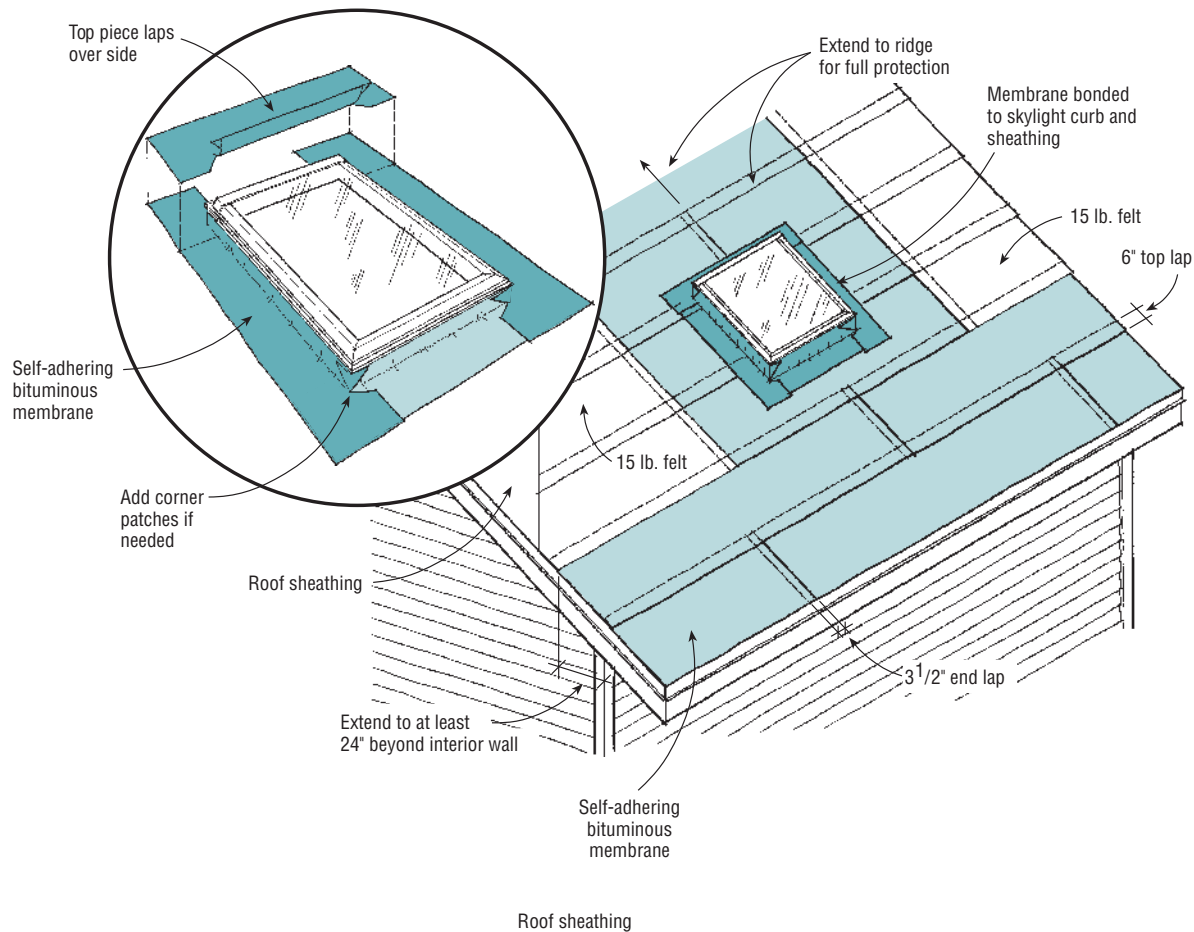 Top piece laps
over side
Extend to ridge
for full protection
Membrane bonded
to skylight curb and
sheathing
15 lb. felt
6" top lap
Self-adhering
bituminous
membrane
15 lb. felt
Add corner
patches if
needed
Roof sheathing
3 1/2" end lap
Extend to at least
24" beyond interior wall
Self-adhering
bituminous
membrane
Roof sheathing